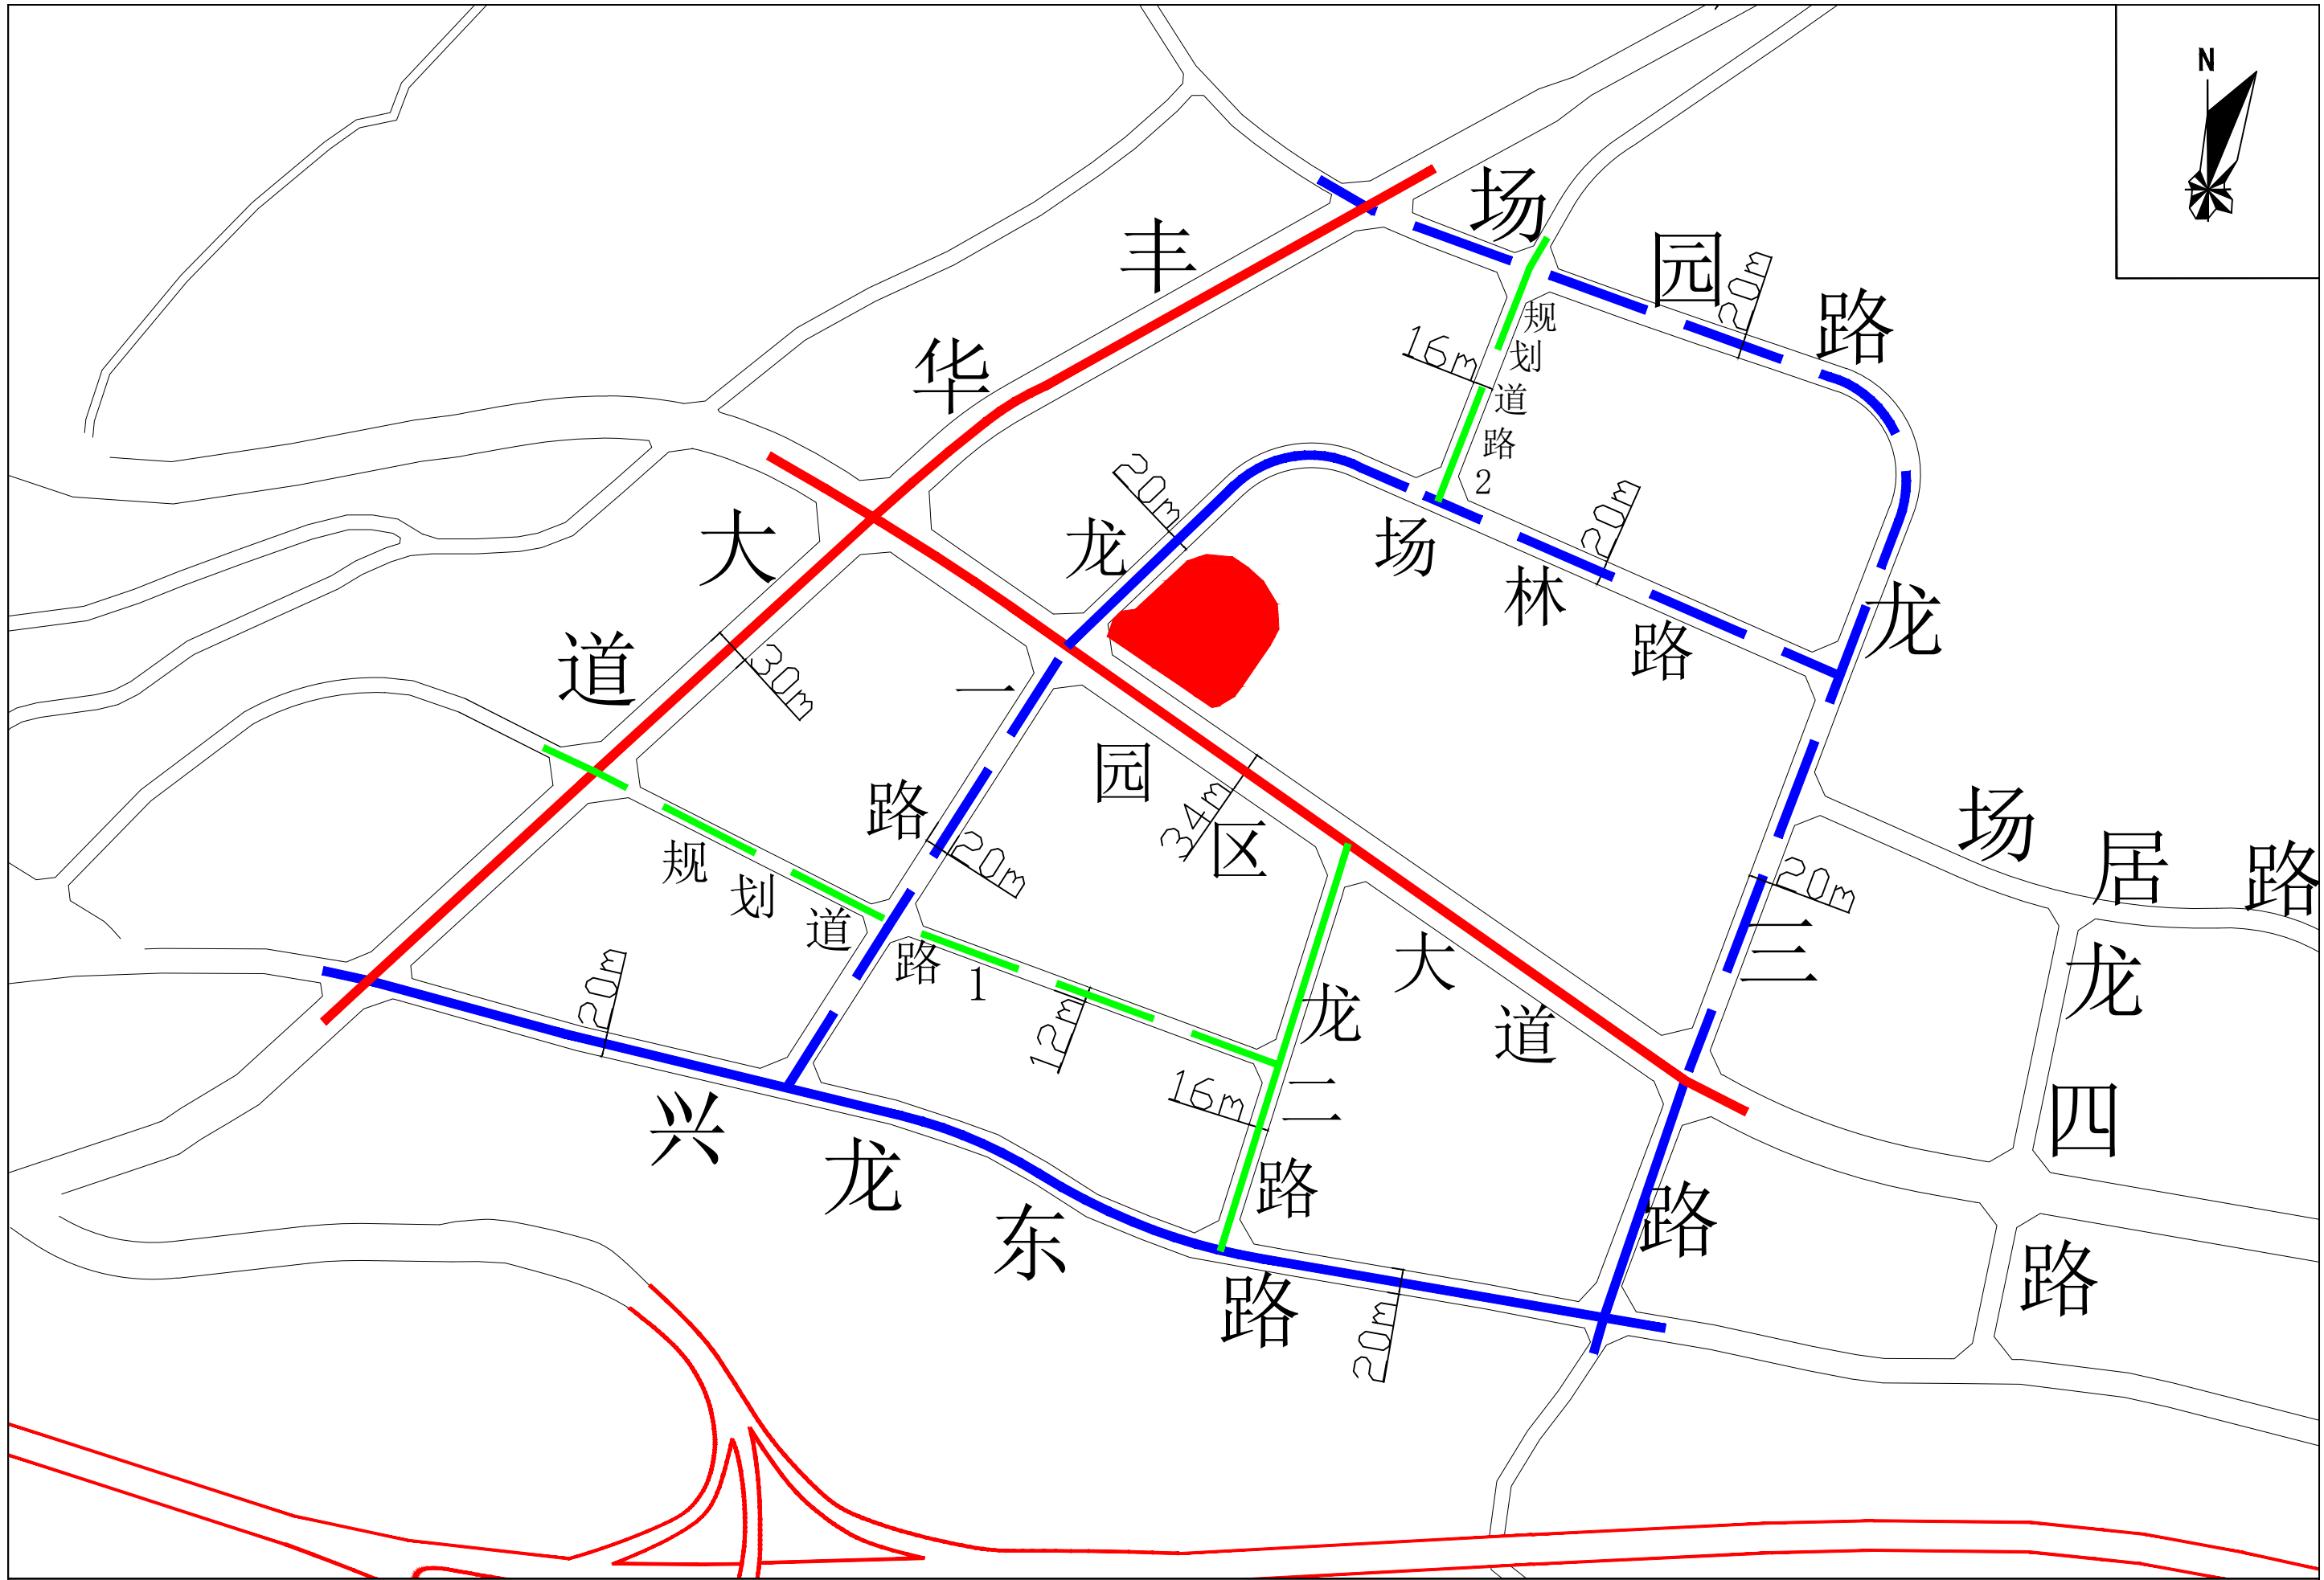 N
场园路
20m
华丰大道
30m
规划道路2
16m
龙一路
20m
20m
场林路
20m
龙三路
20m
园区大道
34m
场居路
规划道路1
12m
龙二路
16m
龙四路
兴龙东路
20m
20m